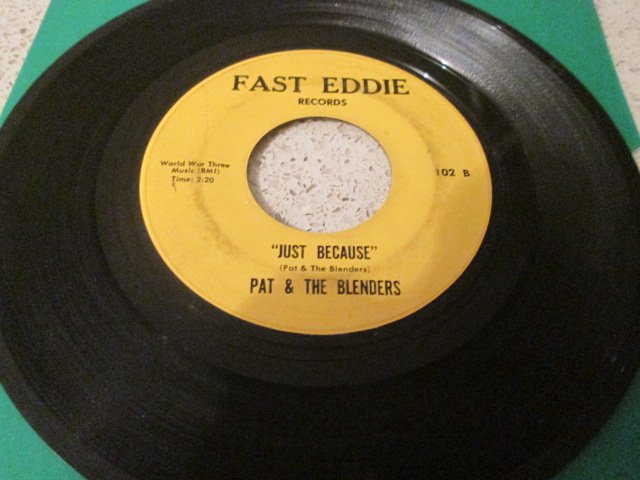 FAST EDDIE
RECORDS
World War Three
Music (BMI)
Time: 2:20
102 B
"JUST BECAUSE"
(Pat & The Blenders)
PAT & THE BLENDERS